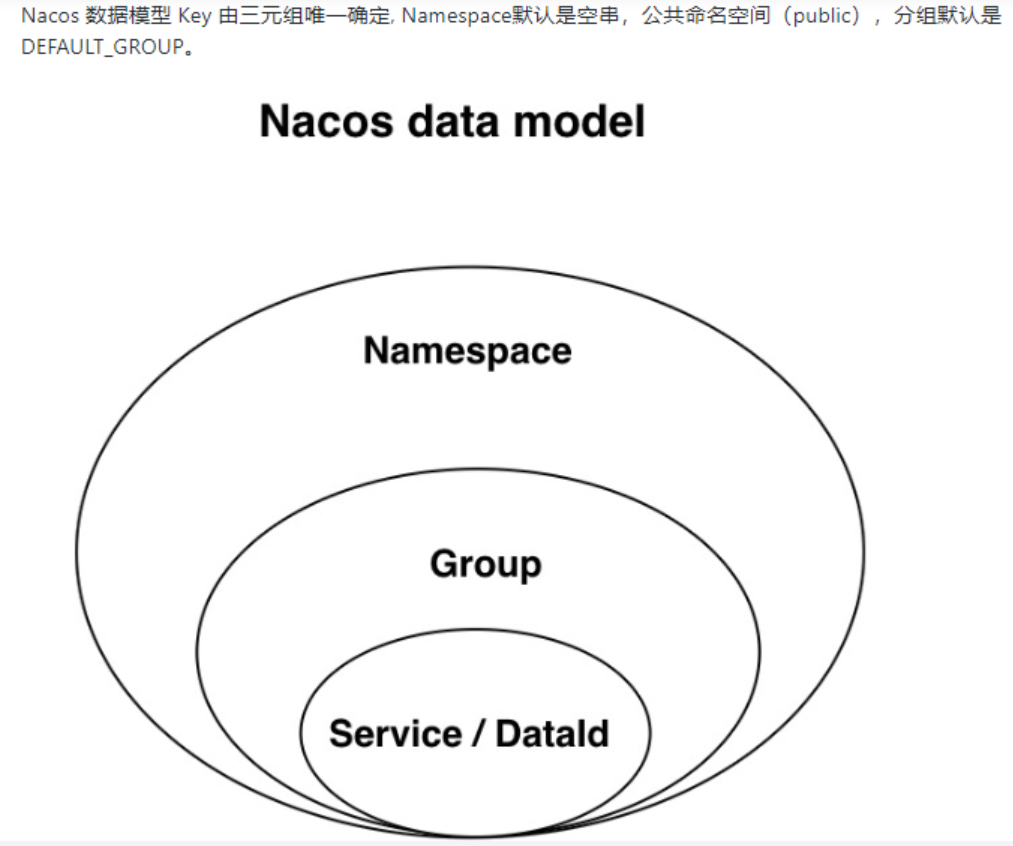 Nacos 数据模型 Key 由三元组唯一确定, Namespace默认是空串，公共命名空间（public），分组默认是
DEFAULT_GROUP。
Nacos data model
Namespace
Group
Service / DataId